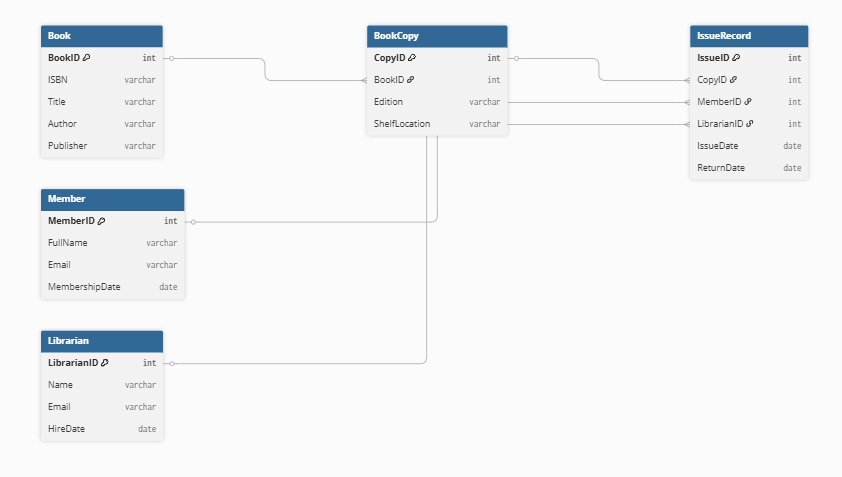 Book
BookID int
ISBN varchar
Title varchar
Author varchar
Publisher varchar
Member
MemberID int
FullName varchar
Email varchar
MembershipDate date
Librarian
LibrarianID int
Name varchar
Email varchar
HireDate date
BookCopy
CopyID int
BookID int
Edition varchar
ShelfLocation varchar
IssueRecord
IssueID int
CopyID int
MemberID int
LibrarianID int
IssueDate date
ReturnDate date